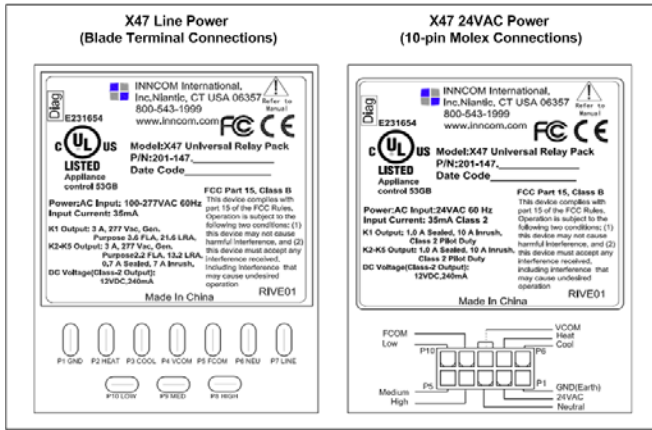 X47 Line Power
(Blade Terminal Connections)
Diag
INNCOM International,
Inc.Niantic, CT USA 06357
800-543-1999
www.inncom.com
Refer to
Manual
E231654
FC CE
C UL US
LISTED
Appliance
control 53GB
Model:X47 Universal Relay Pack
P/N:201-147.
Date Code
Power:AC Input: 100-277VAC 60Hz
Input Current: 35mA
K1 Output: 3 A, 277 Vac, Gen.
Purpose 3.6 FLA, 21.6 LRA,
K2-K5 Output: 3 A, 277 Vac, Gen.
Purpose2.2 FLA, 13.2 LRA,
0,7 A Sealed, 7 A Inrush,
DC Voltage(Class-2 Output):
12VDC,240mA
FCC Part 15, Class B
This device complies with
part 15 of the FCC Rules.
Operation is subject to the
following two conditions: (1)
this device may not cause
harmful interference, and (2)
this device must accept any
interference received,
including interference that
may cause undesired
operation
Made In China
RIVE01
P1 GND P2 HEAT P3 COOL P4 VCOM P5 FCOM P6 NEU P7 LINE
P10 LOW P9 MED P8 HIGH
X47 24VAC Power
(10-pin Molex Connections)
Diag
INNCOM International,
Inc.Niantic, CT USA 06357
800-543-1999
www.inncom.com
Refer to
Manual
E231654
FC CE
C UL US
LISTED
Appliance
control 53GB
Model:X47 Universal Relay Pack
P/N:201-147.
Date Code
Power:AC Input:24VAC 60 Hz
Input Current: 35mA Class 2
K1 Output: 1.0 A Sealed, 10 A Inrush,
Class 2 Pilot Duty
K2-K5 Output: 1.0 A Sealed, 10 A Inrush,
Class 2 Pilot Duty
DC Voltage(Class-2 Output):
12VDC,240mA
FCC Part 15, Class B
This device complies with
part 15 of the FCC Rules.
Operation is subject to the
following two conditions: (1)
this device may not cause
harmful interference, and (2)
this device must accept any
interference received,
including interference that
may cause undesired
operation
Made In China
RIVE01
FCOM
Low
P10
VCOM
Heat
Cool
P6
Medium
High
P5
P1
GND(Earth)
24VAC
Neutral